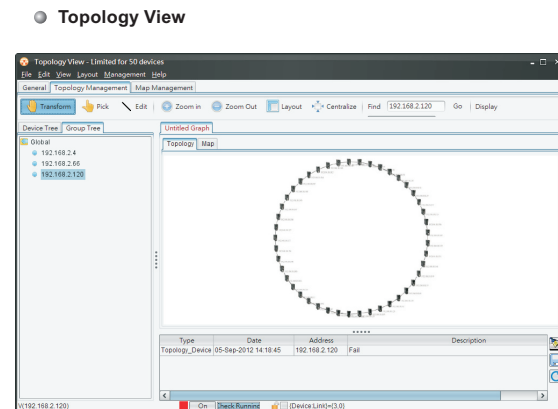 Topology View
Topology View - Limited for 50 devices
File Edit View Layout Management Help
General Topology Management Map Management
Transform Pick Edit Zoom in Zoom Out Layout Centralize Find 192.168.2.120 Go Display
Device Tree Group Tree Untitled Graph
Global Topology Map
192.168.2.4
192.168.2.66
192.168.2.120
Type Date Address Description
Topology_Device 05-Sep-2012 14:18:45 192.168.2.120 Fail
V(192.168.2.120) On Check Running (Device:Link)=(3,0)